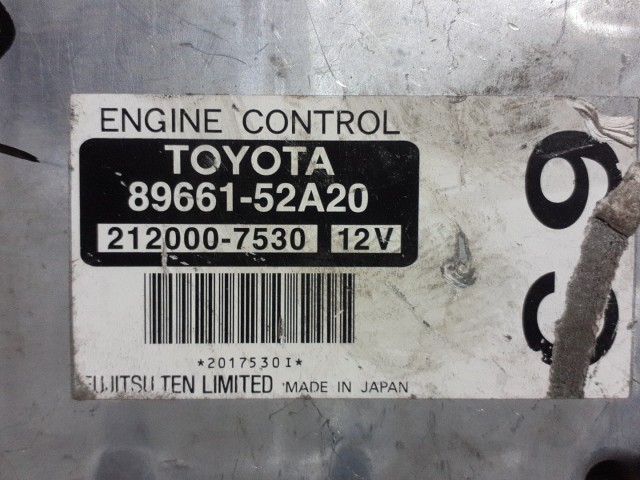 ENGINE CONTROL
TOYOTA
89661-52A20
212000-7530 12V
*2017530I*
FUJITSU TEN LIMITED MADE IN JAPAN